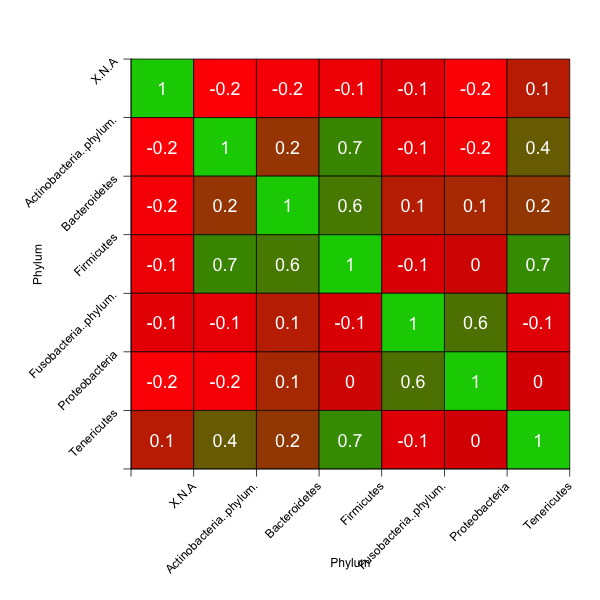 X.N.A
1 -0.2 -0.2 -0.1 -0.1 -0.2 0.1
Actinobacteria..phylum.
-0.2 1 0.2 0.7 -0.1 -0.2 0.4
Bacteroidetes
-0.2 0.2 1 0.6 0.1 0.1 0.2
Phylum
Firmicutes
-0.1 0.7 0.6 1 -0.1 0 0.7
Fusobacteria..phylum.
-0.1 -0.1 0.1 -0.1 1 0.6 -0.1
Proteobacteria
-0.2 -0.2 0.1 0 0.6 1 0
Tenericutes
0.1 0.4 0.2 0.7 -0.1 0 1
X.N.A
Actinobacteria..phylum.
Bacteroidetes
Firmicutes
Fusobacteria..phylum.
Proteobacteria
Tenericutes
Phylum